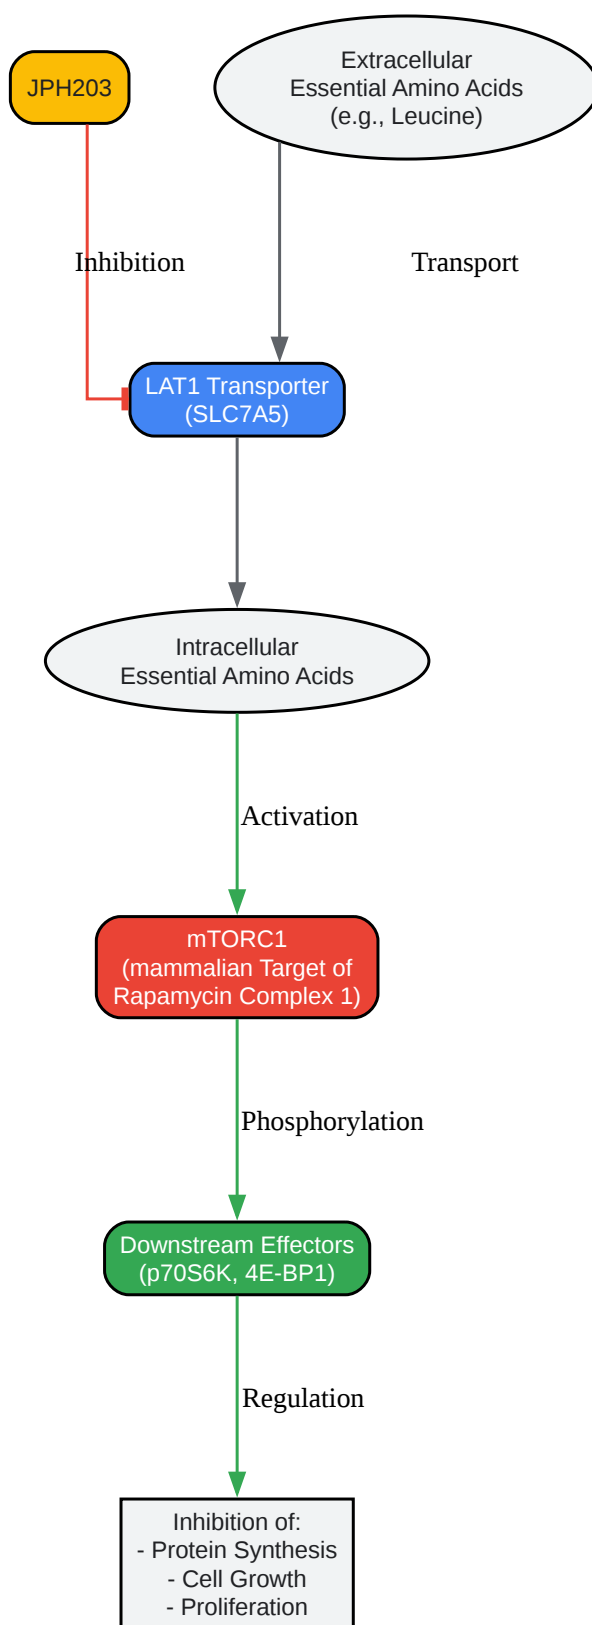 JPH203
Extracellular
Essential Amino Acids
(e.g., Leucine)
Inhibition
Transport
LAT1 Transporter
(SLC7A5)
Intracellular
Essential Amino Acids
Activation
mTORC1
(mammalian Target of
Rapamycin Complex 1)
Phosphorylation
Downstream Effectors
(p70S6K, 4E-BP1)
Regulation
Inhibition of:
- Protein Synthesis
- Cell Growth
- Proliferation